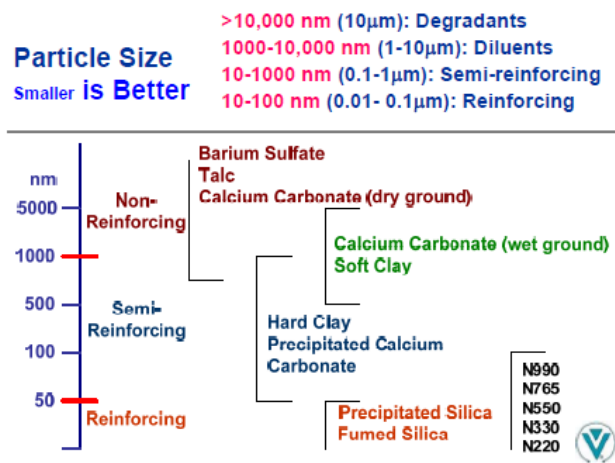 Particle Size
Smaller is Better
>10,000 nm (10μm): Degradants
1000-10,000 nm (1-10μm): Diluents
10-1000 nm (0.1-1μm): Semi-reinforcing
10-100 nm (0.01- 0.1μm): Reinforcing
nm
5000
1000
500
100
50
Non-
Reinforcing
Semi-
Reinforcing
Reinforcing
Barium Sulfate
Talc
Calcium Carbonate (dry ground)
Calcium Carbonate (wet ground)
Soft Clay
Hard Clay
Precipitated Calcium
Carbonate
Precipitated Silica
Fumed Silica
N990
N765
N550
N330
N220